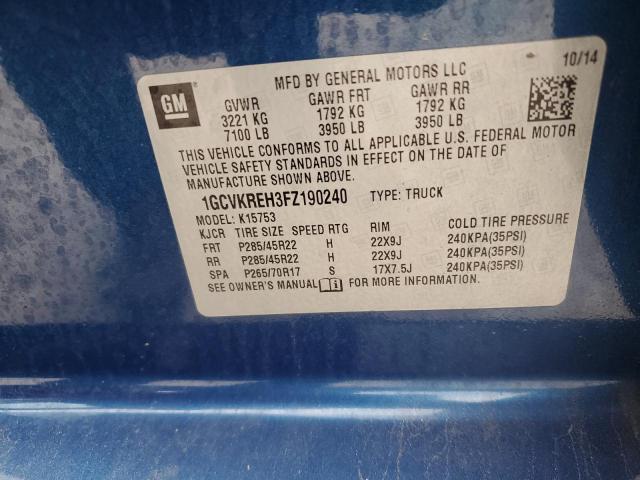 MFD BY GENERAL MOTORS LLC 10/14
GM
GVWR GAWR FRT GAWR RR
3221 KG 1792 KG 1792 KG
7100 LB 3950 LB 3950 LB
THIS VEHICLE CONFORMS TO ALL APPLICABLE U.S. FEDERAL MOTOR
VEHICLE SAFETY STANDARDS IN EFFECT ON THE DATE OF
MANUFACTURE SHOWN ABOVE.
1GCVKREH3FZ190240 TYPE: TRUCK
MODEL: K15753
KJCR TIRE SIZE SPEED RTG RIM COLD TIRE PRESSURE
FRT P285/45R22 H 22X9J 240KPA(35PSI)
RR P285/45R22 H 22X9J 240KPA(35PSI)
SPA P265/70R17 S 17X7.5J 240KPA(35PSI)
SEE OWNER'S MANUAL FOR MORE INFORMATION.